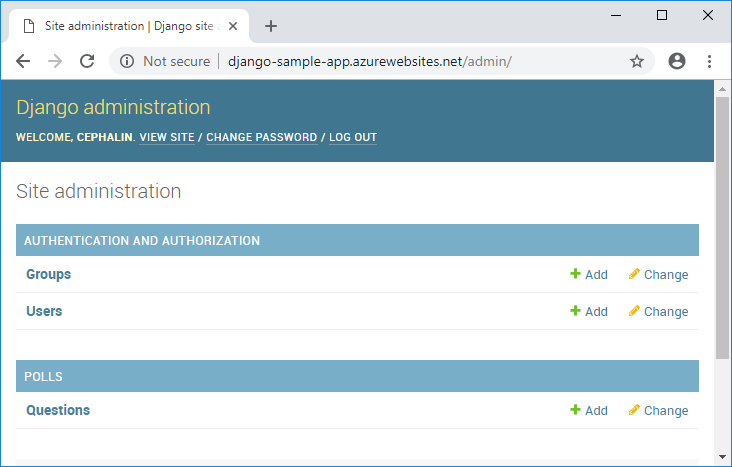 Site administration | Django site
Not secure | django-sample-app.azurewebsites.net/admin/
Django administration
WELCOME, CEPHALIN. VIEW SITE / CHANGE PASSWORD / LOG OUT
Site administration
AUTHENTICATION AND AUTHORIZATION
Groups Add Change
Users Add Change
POLLS
Questions Add Change